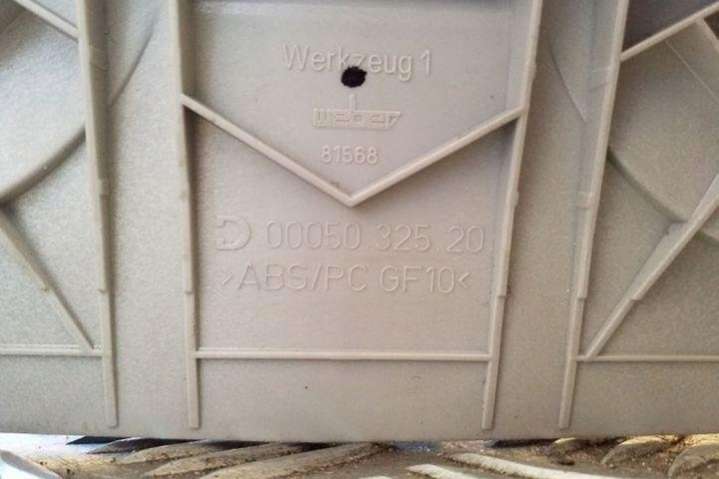 Werkzeug 1
weber
81568
D 00050 325 20
>ABS/PC GF10<